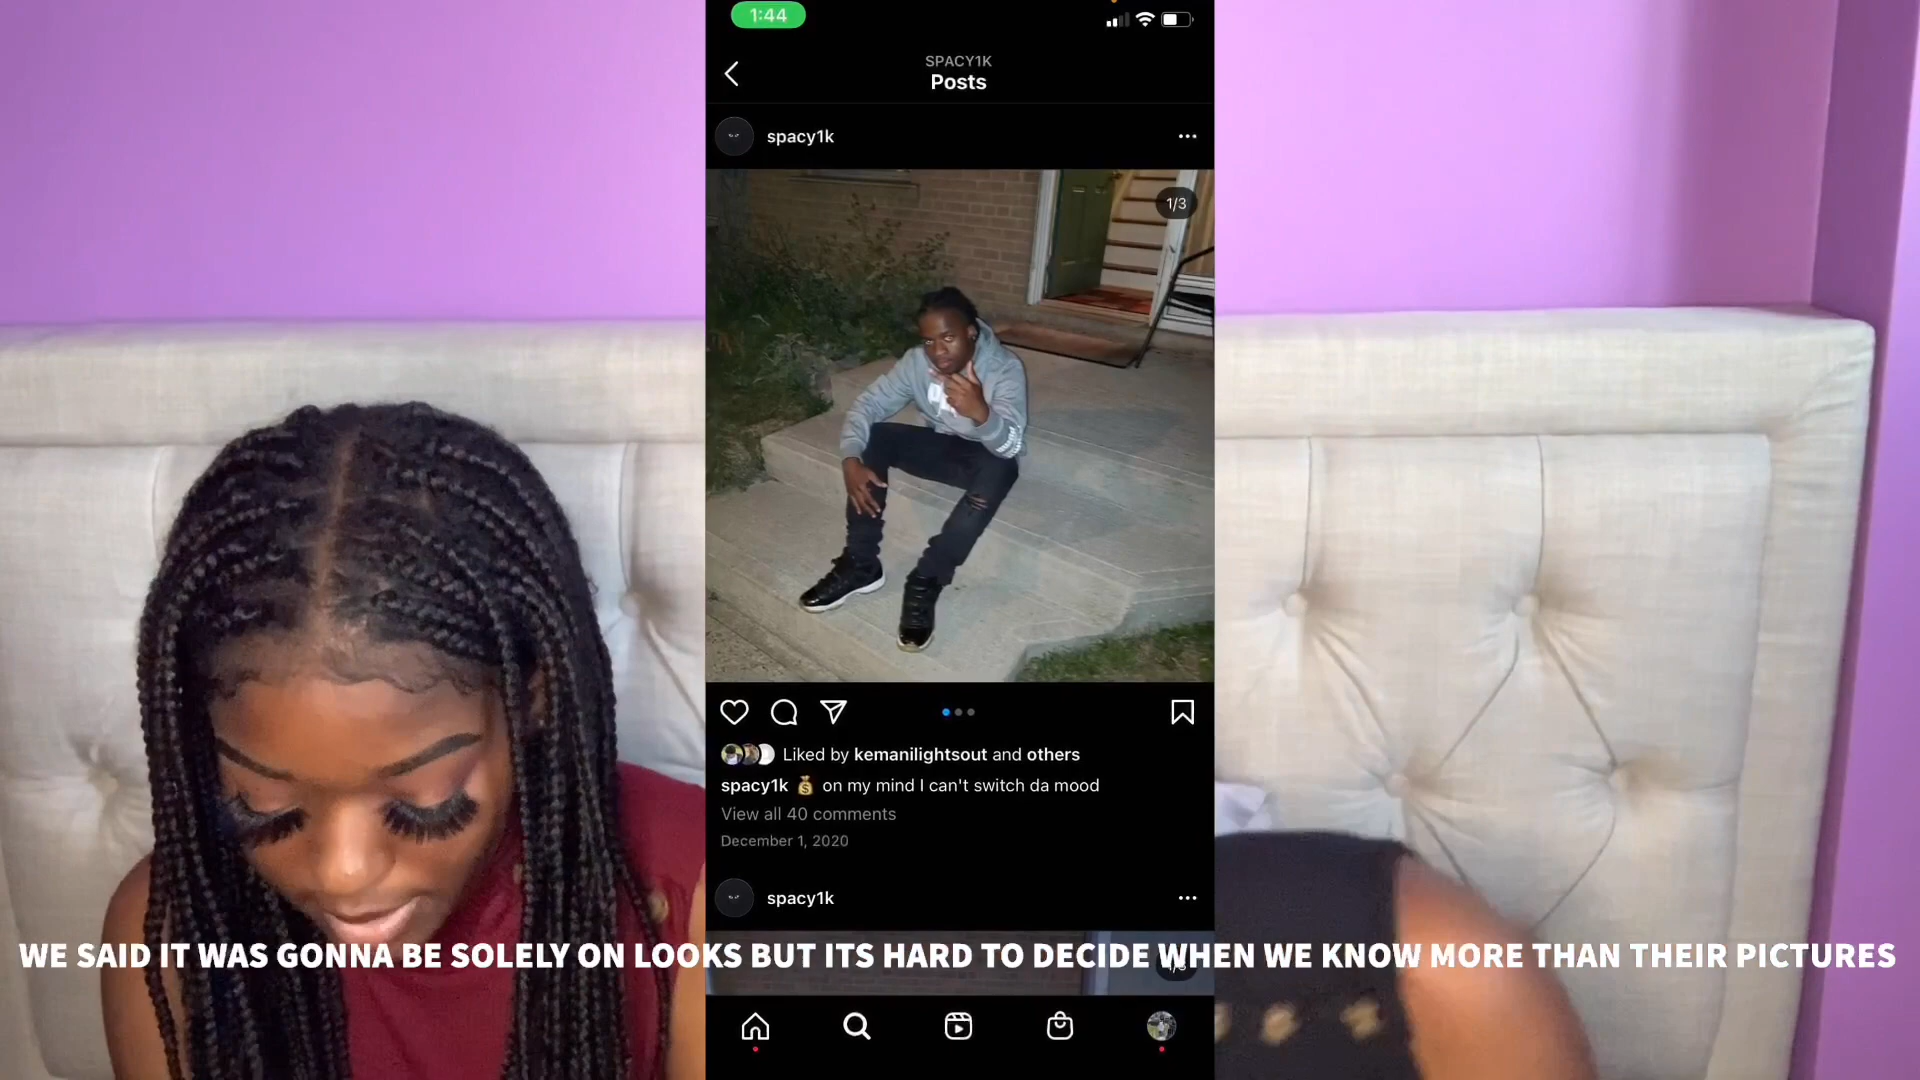 1:44
SPACY1K
Posts
spacy1k
1/3
Liked by kemanilightsout and others
spacy1k 💰 on my mind I can't switch da mood
View all 40 comments
December 1, 2020
spacy1k
WE SAID IT WAS GONNA BE SOLELY ON LOOKS BUT ITS HARD TO DECIDE WHEN WE KNOW MORE THAN THEIR PICTURES